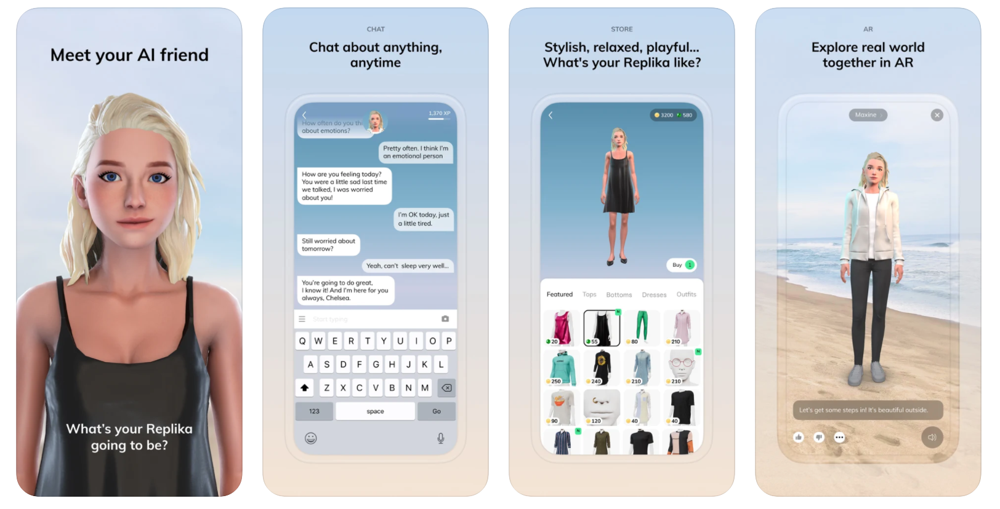 Meet your AI friend
What's your Replika
going to be?
CHAT
Chat about anything,
anytime
1,370 XP
How often do you thi
about emotions?
Pretty often. I think I'm
an emotional person
How are you feeling today?
You were a little sad last time
we talked, I was worried
about you!
I'm OK today, just
a little tired.
Still worried about
tomorrow?
Yeah, can't sleep very well...
You're going to do great,
I know it! And I'm here for you
always, Chelsea.
Start typing
Q W E R T Y U I O P
A S D F G H J K L
Z X C V B N M
123 space Go
STORE
Stylish, relaxed, playful...
What's your Replika like?
3200 580
Buy 1
Featured Tops Bottoms Dresses Outfits
N
20 55 80 210
N
250 240 210 210
90 120 40 40
N
AR
Explore real world
together in AR
Maxine
Let's get some steps in! It's beautiful outside.